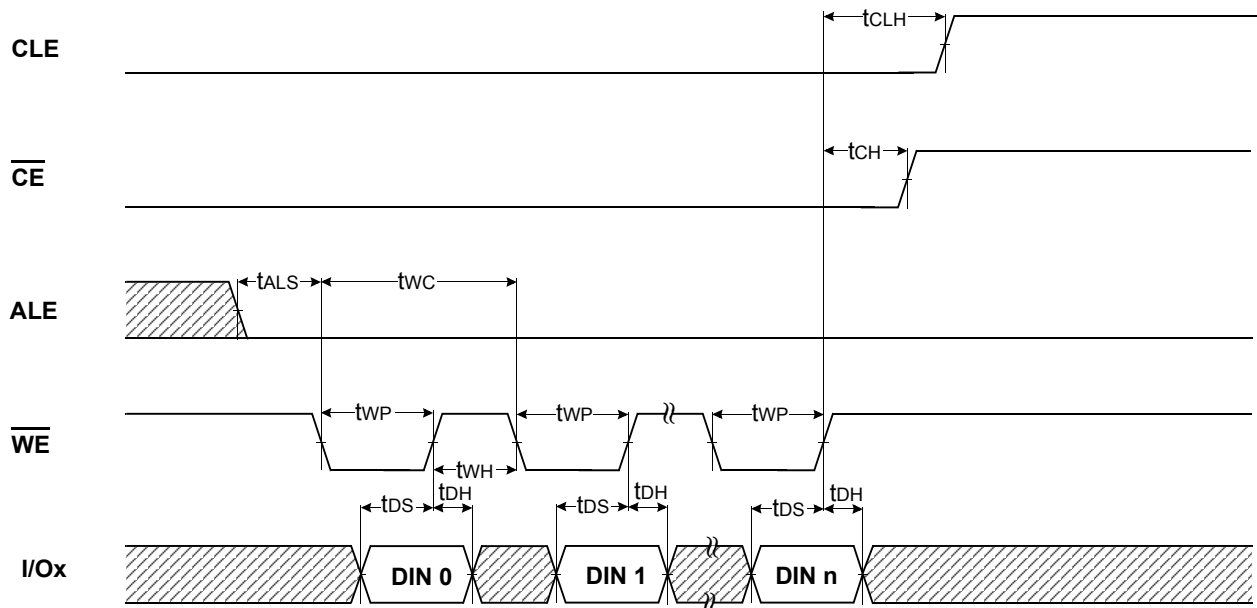 tCLH
CLE
tCH
CE
tALS
tWC
ALE
tWP
tWP
tWP
WE
tWH
tDS
tDH
tDS
tDH
tDS
tDH
I/Ox
DIN 0
DIN 1
DIN n